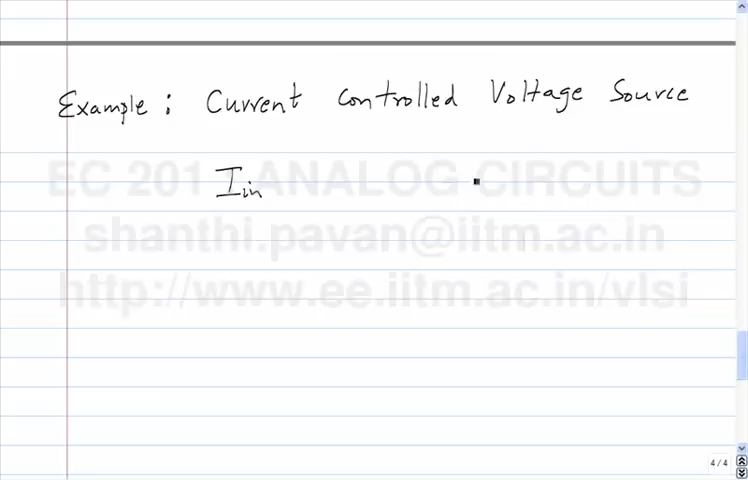 Example : Current Controlled Voltage Source
Iin
EC 201 ANALOG CIRCUITS
shanthi.pavan@iitm.ac.in
http://www.ee.iitm.ac.in/vlsi
4 / 4